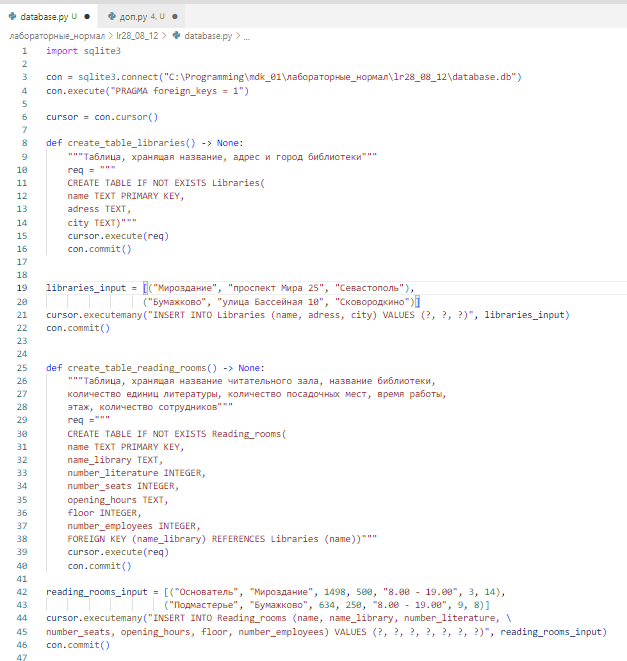 database.py U ● доп.py 4, U ●
лабораторные_нормал > lr28_08_12 > database.py > ...
1 import sqlite3
2
3 con = sqlite3.connect("C:\Programming\mdk_01\лабораторные_нормал\lr28_08_12\database.db")
4 con.execute("PRAGMA foreign_keys = 1")
5
6 cursor = con.cursor()
7
8 def create_table_libraries() -> None:
9 """Таблица, хранящая название, адрес и город библиотеки"""
10 req = """
11 CREATE TABLE IF NOT EXISTS Libraries(
12 name TEXT PRIMARY KEY,
13 adress TEXT,
14 city TEXT)"""
15 cursor.execute(req)
16 con.commit()
17
18
19 libraries_input = [("Мироздание", "проспект Мира 25", "Севастополь"),
20 ("Бумажково", "улица Бассейная 10", "Сковородкино")]
21 cursor.executemany("INSERT INTO Libraries (name, adress, city) VALUES (?, ?, ?)", libraries_input)
22 con.commit()
23
24
25 def create_table_reading_rooms() -> None:
26 """Таблица, хранящая название читательного зала, название библиотеки,
27 количество единиц литературы, количество посадочных мест, время работы,
28 этаж, количество сотрудников"""
29 req ="""
30 CREATE TABLE IF NOT EXISTS Reading_rooms(
31 name TEXT PRIMARY KEY,
32 name_library TEXT,
33 number_literature INTEGER,
34 number_seats INTEGER,
35 opening_hours TEXT,
36 floor INTEGER,
37 number_employees INTEGER,
38 FOREIGN KEY (name_library) REFERENCES Libraries (name))"""
39 cursor.execute(req)
40 con.commit()
41
42 reading_rooms_input = [("Основатель", "Мироздание", 1498, 500, "8.00 - 19.00", 3, 14),
43 ("Подмастерье", "Бумажково", 634, 250, "8.00 - 19.00", 9, 8)]
44 cursor.executemany("INSERT INTO Reading_rooms (name, name_library, number_literature, \
45 number_seats, opening_hours, floor, number_employees) VALUES (?, ?, ?, ?, ?, ?, ?)", reading_rooms_input)
46 con.commit()
47